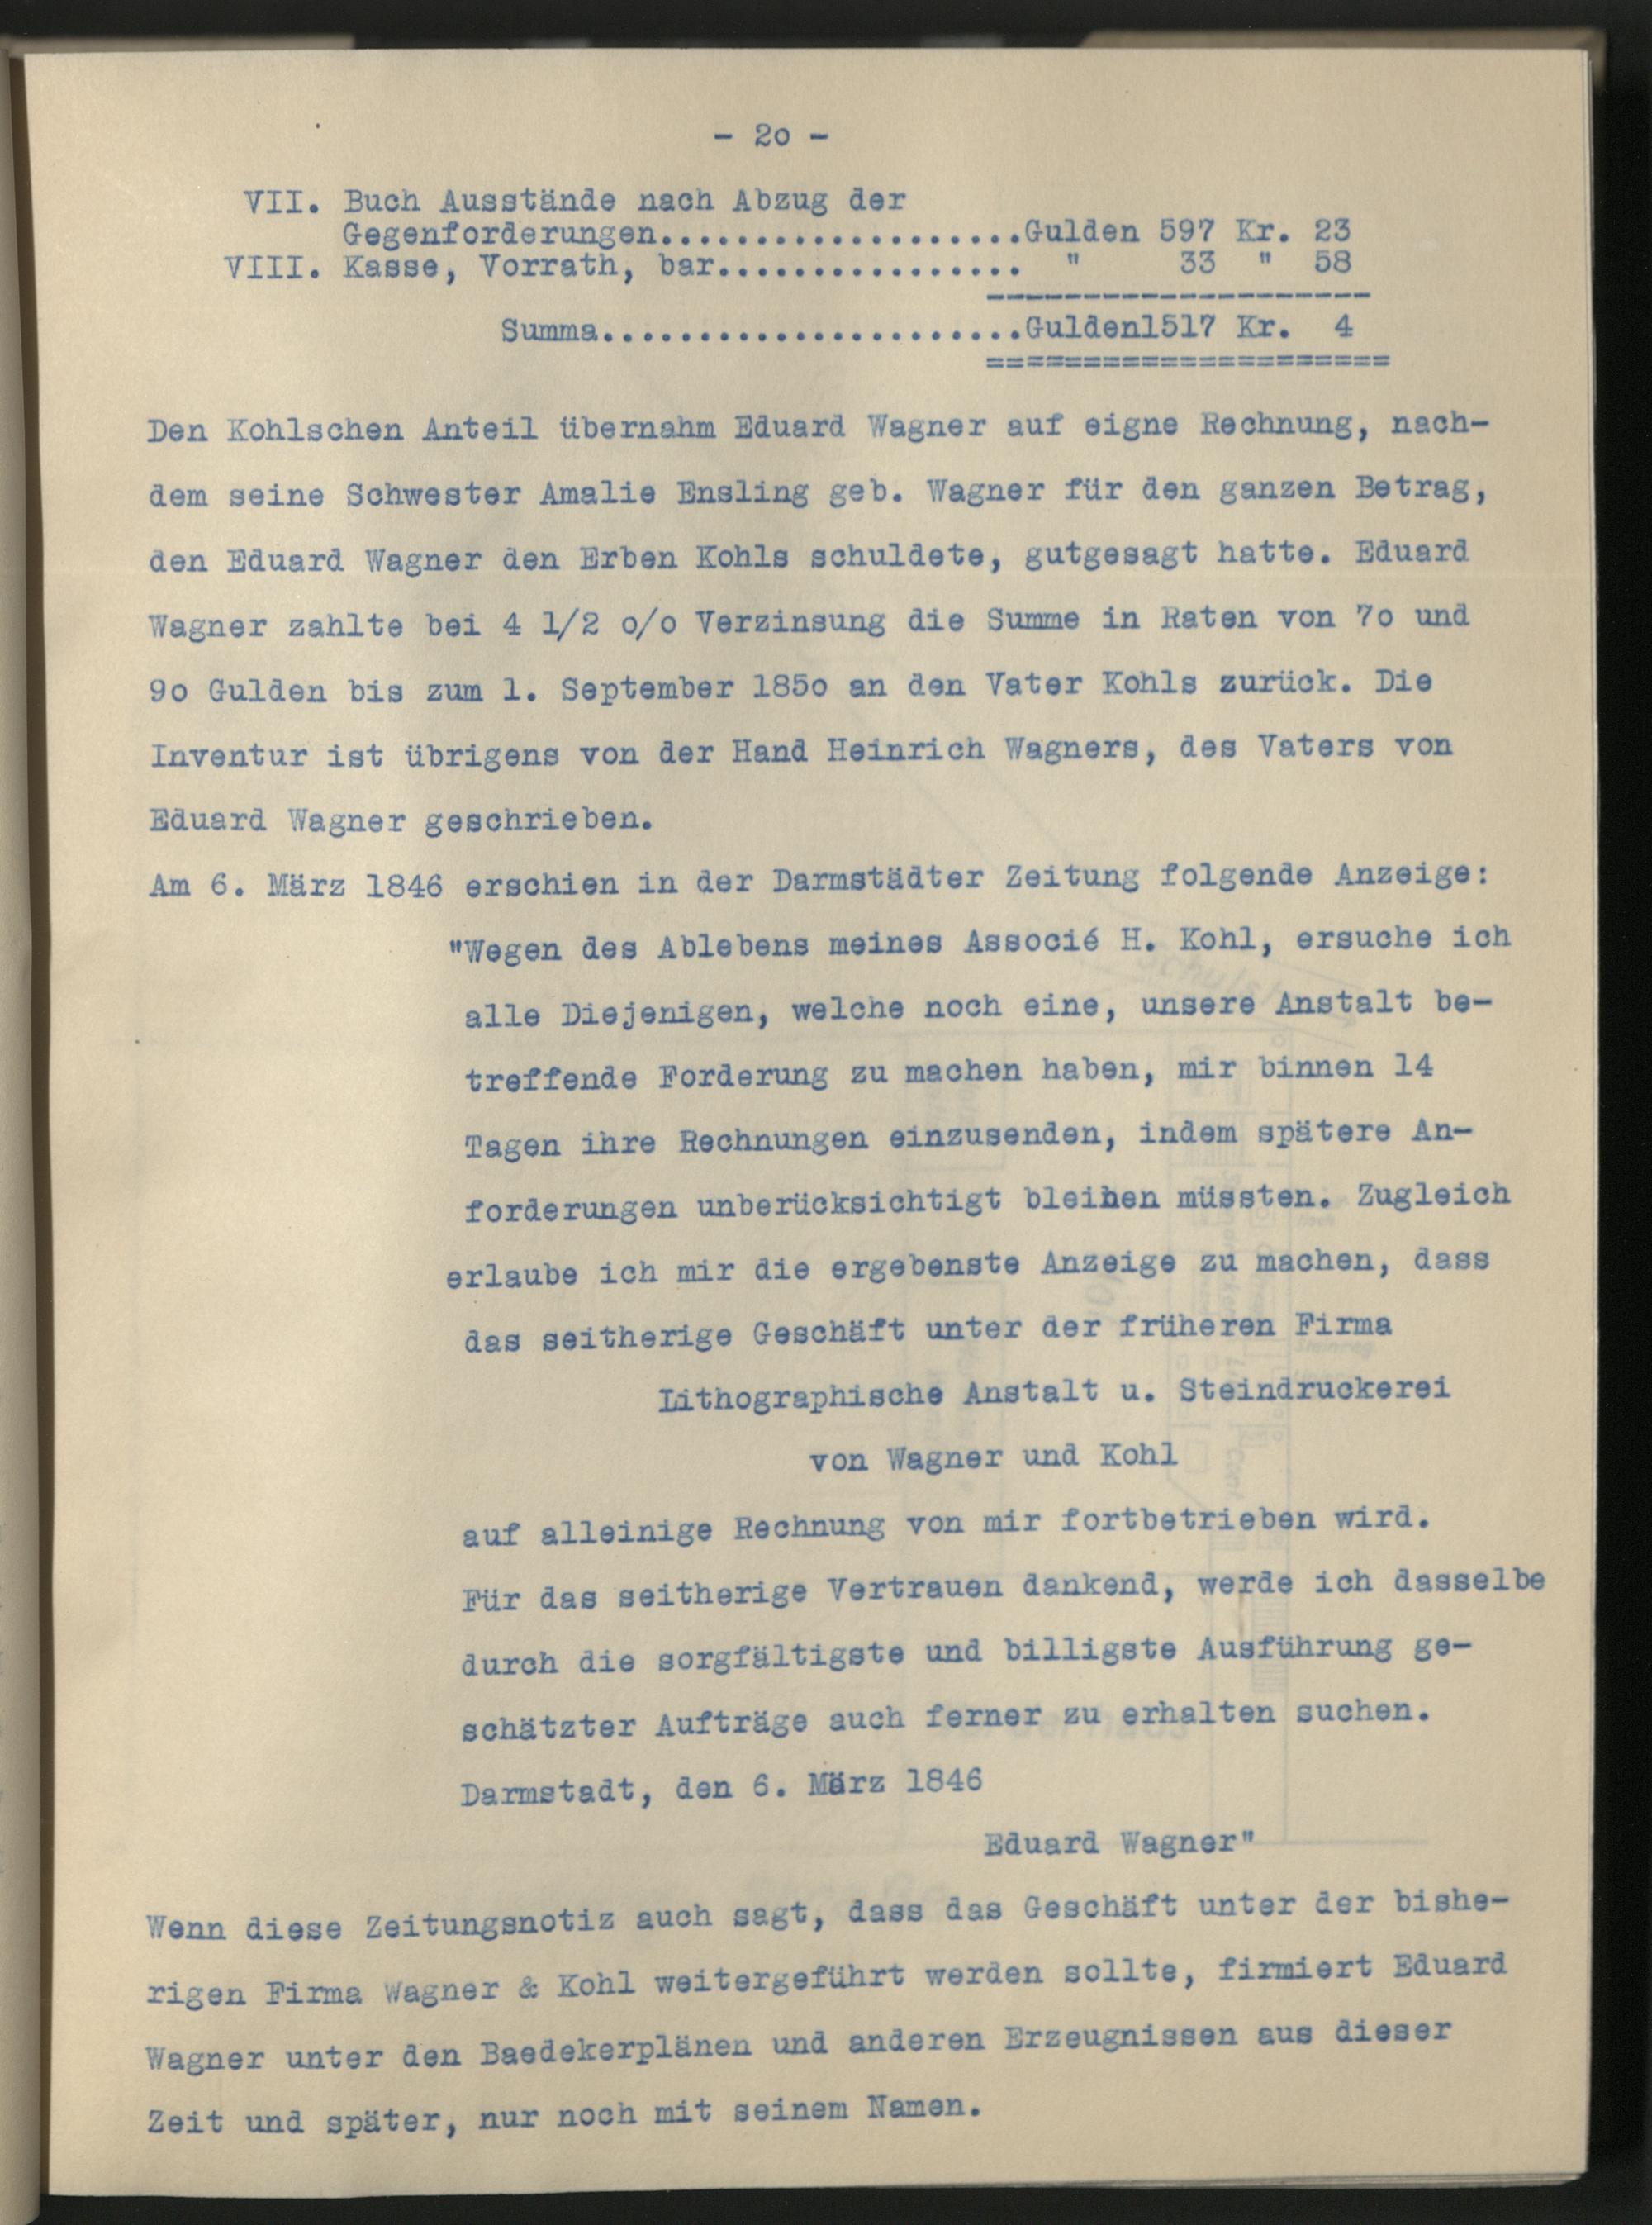 - 2o -
VII. Buch Ausstände nach Abzug der
Gegenforderungen...................Gulden 597 Kr. 23
VIII. Kasse, Vorrath, bar................ " 33 " 58
--------------------
Summa......................Gulden1517 Kr. 4
=====================
Den Kohlschen Anteil übernahm Eduard Wagner auf eigne Rechnung, nach-
dem seine Schwester Amalie Ensling geb. Wagner für den ganzen Betrag,
den Eduard Wagner den Erben Kohls schuldete, gutgesagt hatte. Eduard
Wagner zahlte bei 4 1/2 o/o Verzinsung die Summe in Raten von 7o und
9o Gulden bis zum 1. September 185o an den Vater Kohls zurück. Die
Inventur ist übrigens von der Hand Heinrich Wagners, des Vaters von
Eduard Wagner geschrieben.
Am 6. März 1846 erschien in der Darmstädter Zeitung folgende Anzeige:
"Wegen des Ablebens meines Associé H. Kohl, ersuche ich
alle Diejenigen, welche noch eine, unsere Anstalt be-
treffende Forderung zu machen haben, mir binnen 14
Tagen ihre Rechnungen einzusenden, indem spätere An-
forderungen unberücksichtigt bleiben müssten. Zugleich
erlaube ich mir die ergebenste Anzeige zu machen, dass
das seitherige Geschäft unter der früheren Firma
Lithographische Anstalt u. Steindruckerei
von Wagner und Kohl
auf alleinige Rechnung von mir fortbetrieben wird.
Für das seitherige Vertrauen dankend, werde ich dasselbe
durch die sorgfältigste und billigste Ausführung ge-
schätzter Aufträge auch ferner zu erhalten suchen.
Darmstadt, den 6. März 1846
Eduard Wagner"
Wenn diese Zeitungsnotiz auch sagt, dass das Geschäft unter der bishe-
rigen Firma Wagner & Kohl weitergeführt werden sollte, firmiert Eduard
Wagner unter den Baedekerplänen und anderen Erzeugnissen aus dieser
Zeit und später, nur noch mit seinem Namen.